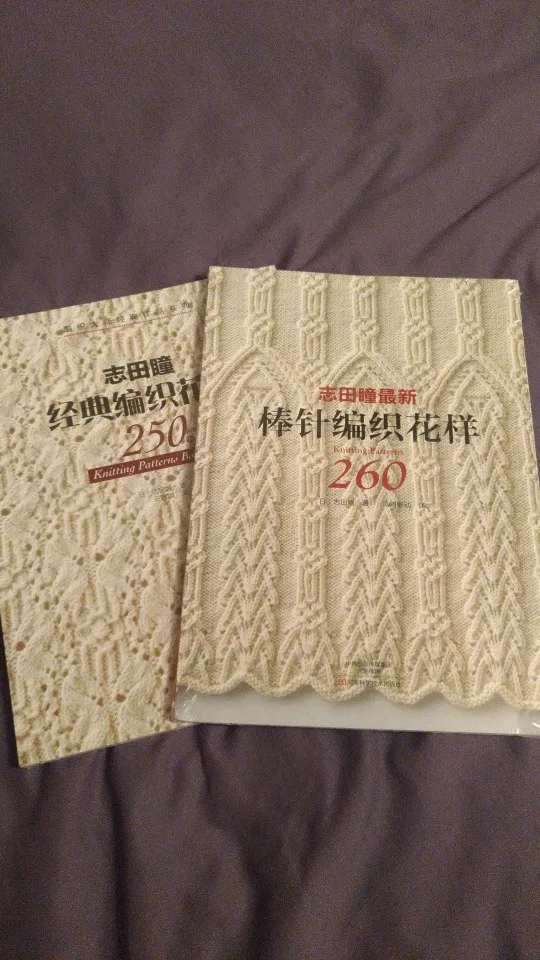 志田瞳
经典编织花
250
Knitting Patterns Bo
志田瞳最新
棒针编织花样
Knitting Patterns
260